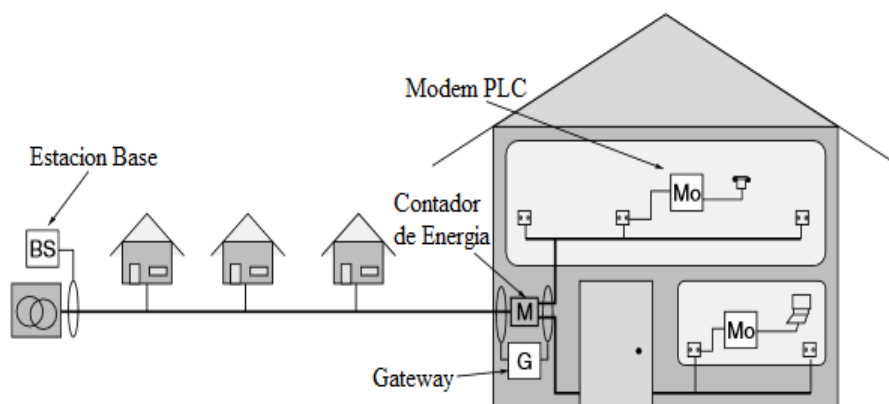 Modem PLC
Estacion Base
Mo
Contador
de Energia
BS
M
Mo
G
Gateway